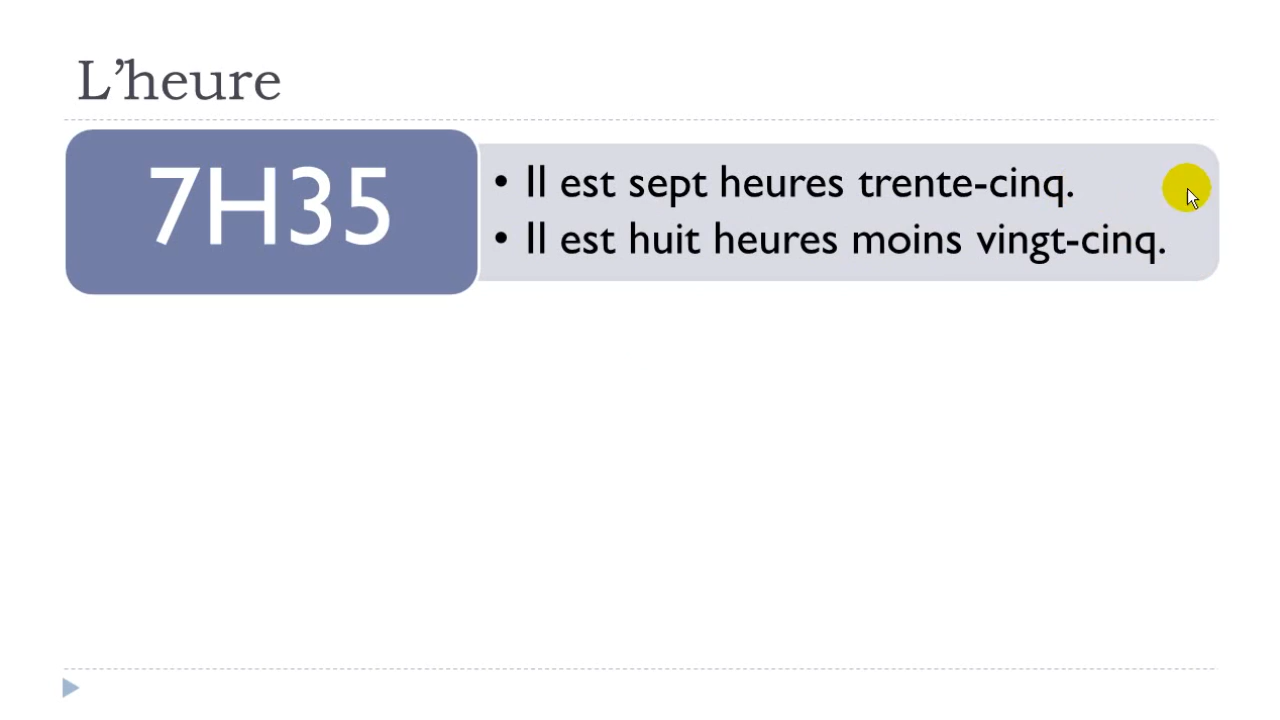 L’heure
7H35
• Il est sept heures trente-cinq.
• Il est huit heures moins vingt-cinq.